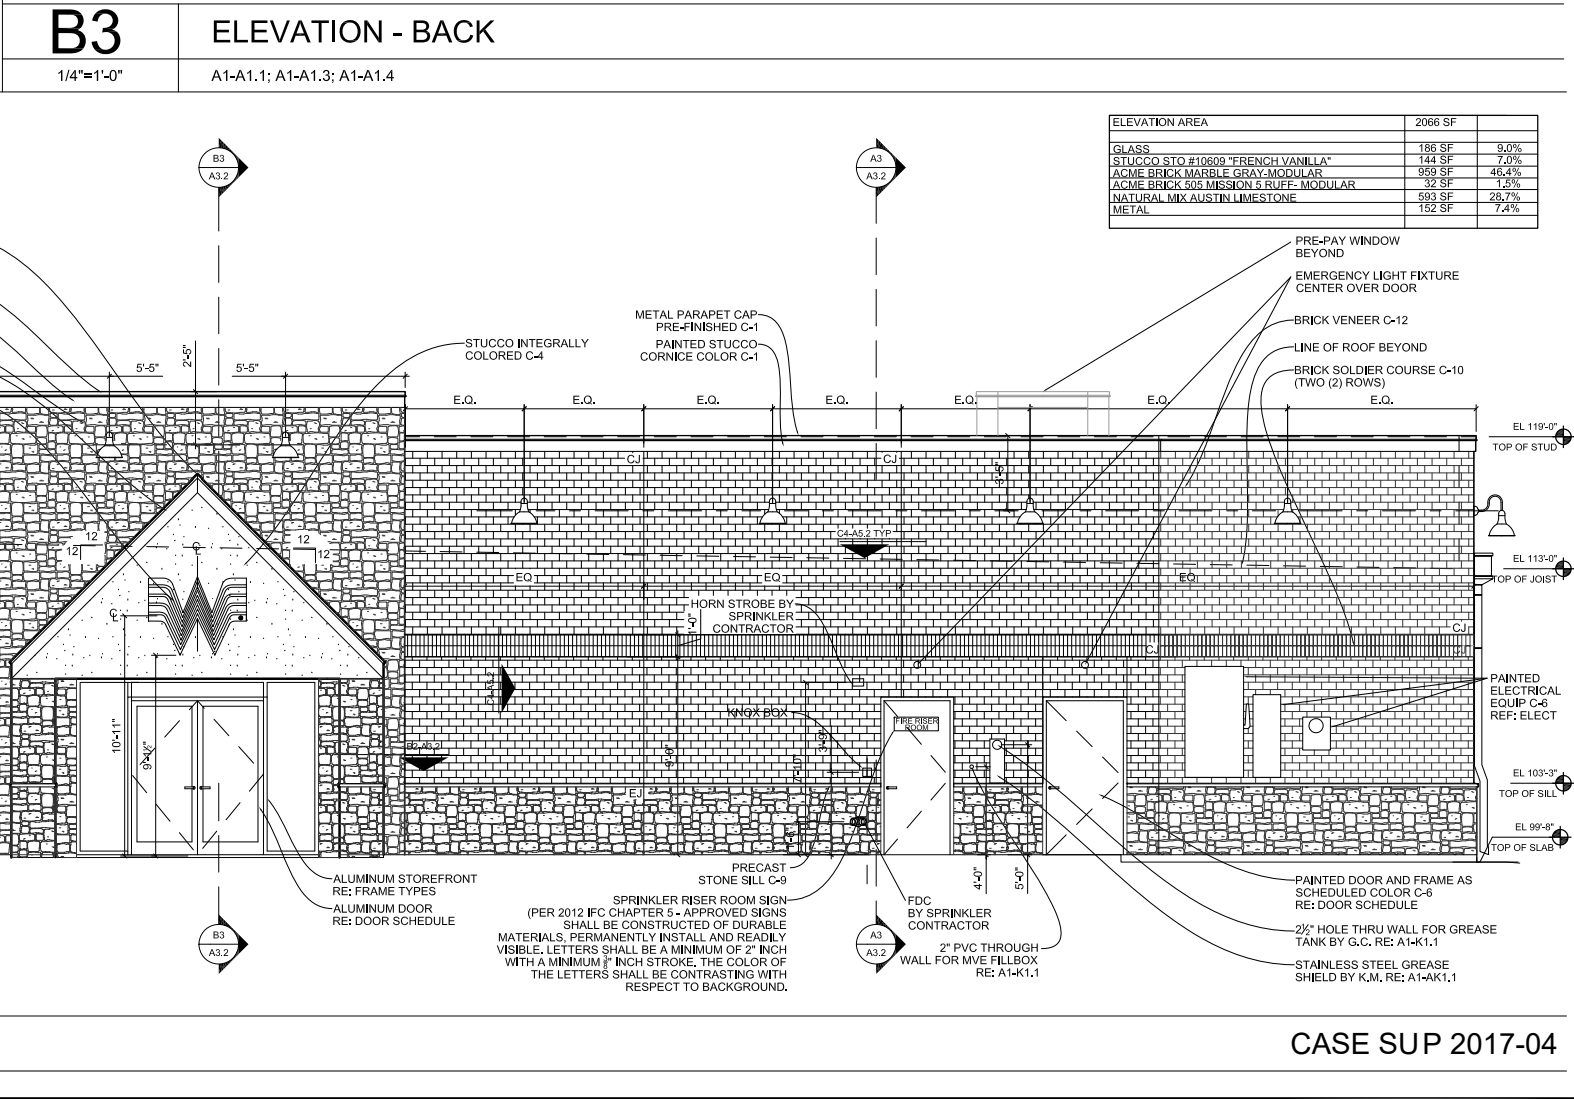 B3
ELEVATION - BACK
1/4"=1'-0"
A1-A1.1; A1-A1.3; A1-A1.4
ELEVATION AREA 2066 SF
GLASS 186 SF 9.0%
STUCCO STO #10609 "FRENCH VANILLA" 144 SF 7.0%
ACME BRICK MARBLE GRAY-MODULAR 959 SF 46.4%
ACME BRICK 505 MISSION 5 RUFF- MODULAR 32 SF 1.5%
NATURAL MIX AUSTIN LIMESTONE 593 SF 28.7%
METAL 152 SF 7.4%
B3
A3.2
A3
A3.2
PRE-PAY WINDOW
BEYOND
EMERGENCY LIGHT FIXTURE
CENTER OVER DOOR
BRICK VENEER C-12
LINE OF ROOF BEYOND
BRICK SOLDIER COURSE C-10
(TWO (2) ROWS)
METAL PARAPET CAP
PRE-FINISHED C-1
PAINTED STUCCO
CORNICE COLOR C-1
STUCCO INTEGRALLY
COLORED C-4
5'-5"
2'-5"
5'-5"
E.Q.
E.Q.
E.Q.
E.Q.
E.Q.
E.Q.
E.Q.
EL 119'-0"
TOP OF STUD
CJ
CJ
3'-5"
C4-A5.2 TYP
12
12
12
12
CL
EL 113'-0"
TOP OF JOIST
EQ
EQ
EQ
CL
HORN STROBE BY
SPRINKLER
CONTRACTOR
1'-0"
CJ
CJ
CJ
C4-A5.2
PAINTED
ELECTRICAL
EQUIP C-6
REF: ELECT
KNOX BOX
FIRE RISER
ROOM
10'-11"
9'-1½"
B2-A3.2
9'-0"
7'-10"
3'-9"
EL 103'-3"
TOP OF SILL
EJ
1'-6"
EL 99'-8"
TOP OF SLAB
PRECAST
STONE SILL C-9
4'-0"
5'-0"
ALUMINUM STOREFRONT
RE: FRAME TYPES
ALUMINUM DOOR
RE: DOOR SCHEDULE
SPRINKLER RISER ROOM SIGN
(PER 2012 IFC CHAPTER 5 - APPROVED SIGNS
SHALL BE CONSTRUCTED OF DURABLE
MATERIALS, PERMANENTLY INSTALL AND READILY
VISIBLE. LETTERS SHALL BE A MINIMUM OF 2" INCH
WITH A MINIMUM INCH STROKE. THE COLOR OF
THE LETTERS SHALL BE CONTRASTING WITH
RESPECT TO BACKGROUND.
FDC
BY SPRINKLER
CONTRACTOR
2" PVC THROUGH
WALL FOR MVE FILLBOX
RE: A1-K1.1
PAINTED DOOR AND FRAME AS
SCHEDULED COLOR C-6
RE: DOOR SCHEDULE
2½" HOLE THRU WALL FOR GREASE
TANK BY G.C. RE: A1-K1.1
STAINLESS STEEL GREASE
SHIELD BY K.M. RE: A1-AK1.1
B3
A3.2
A3
A3.2
CASE SUP 2017-04